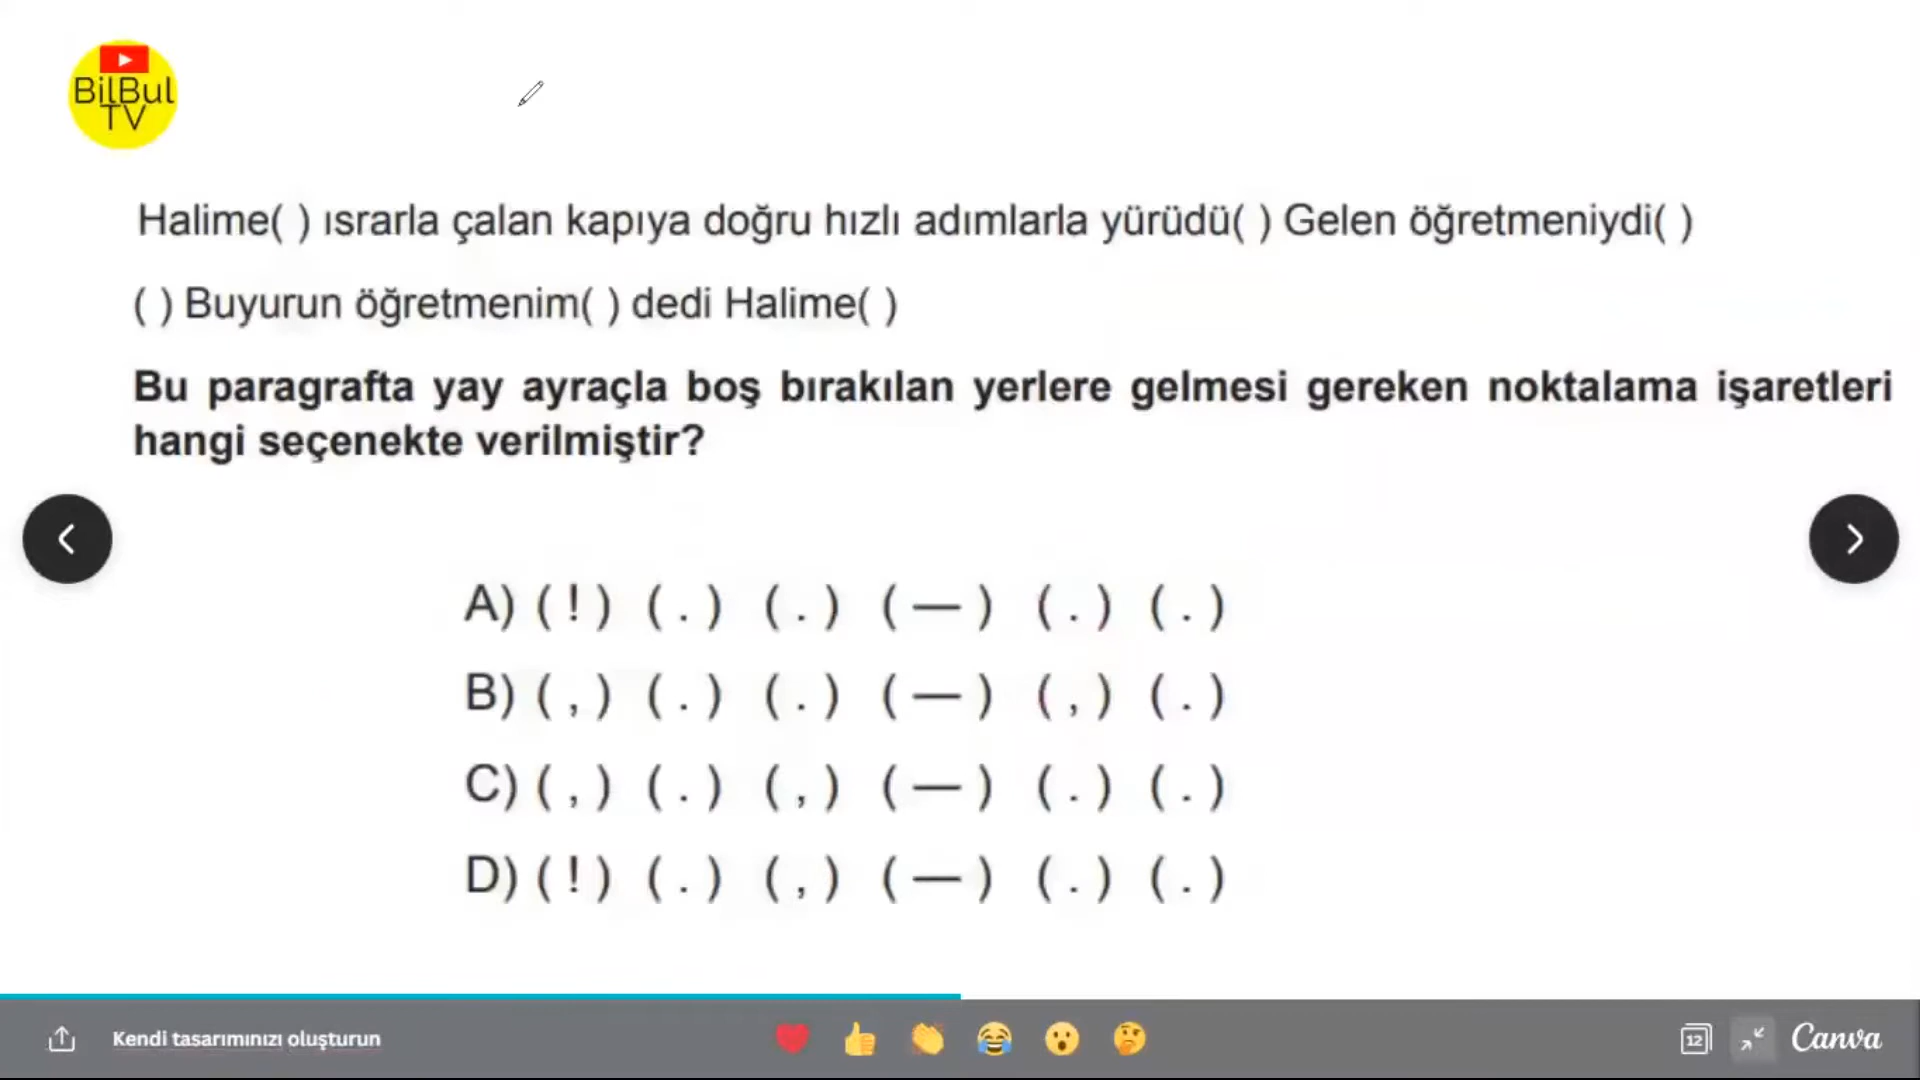 BilBul
TV
Halime( ) ısrarla çalan kapıya doğru hızlı adımlarla yürüdü( ) Gelen öğretmeniydi( )
( ) Buyurun öğretmenim( ) dedi Halime( )
Bu paragrafta yay ayraçla boş bırakılan yerlere gelmesi gereken noktalama işaretleri
hangi seçenekte verilmiştir?
A) ( ! ) ( . ) ( . ) ( — ) ( . ) ( . )
B) ( , ) ( . ) ( . ) ( — ) ( , ) ( . )
C) ( , ) ( . ) ( , ) ( — ) ( . ) ( . )
D) ( ! ) ( . ) ( , ) ( — ) ( . ) ( . )
Kendi tasarımınızı oluşturun
12
Canva